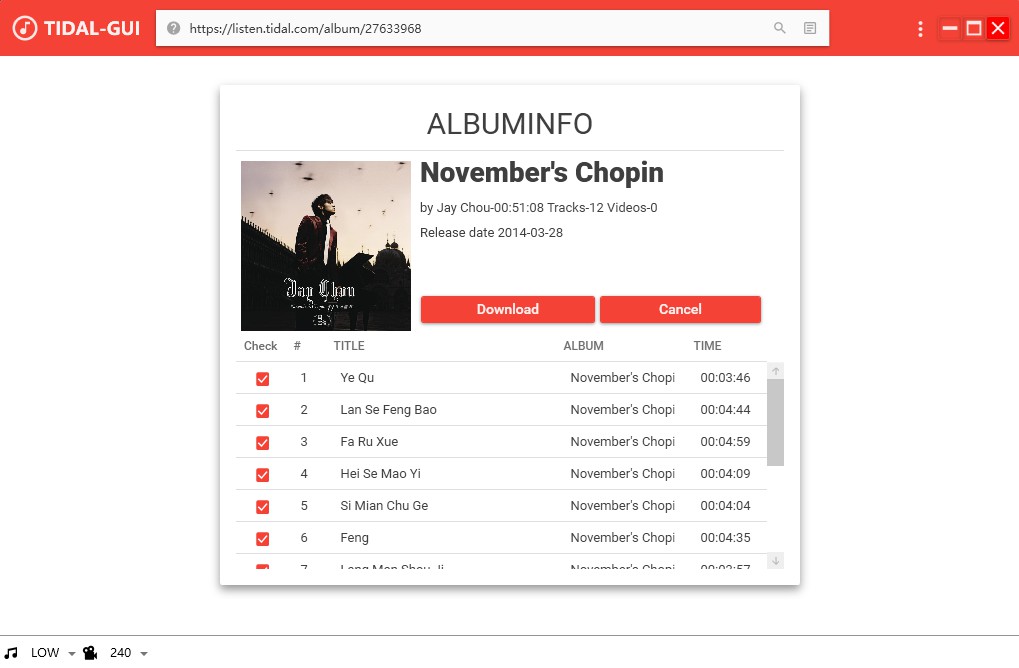 TIDAL-GUI
https://listen.tidal.com/album/27633968
ALBUMINFO
November's Chopin
by Jay Chou-00:51:08 Tracks-12 Videos-0
Release date 2014-03-28
Jay Chou
Download Cancel
Check # TITLE ALBUM TIME
1 Ye Qu November's Chopi 00:03:46
2 Lan Se Feng Bao November's Chopi 00:04:44
3 Fa Ru Xue November's Chopi 00:04:59
4 Hei Se Mao Yi November's Chopi 00:04:09
5 Si Mian Chu Ge November's Chopi 00:04:04
6 Feng November's Chopi 00:04:35
7 November's Chopi 00:03:57
LOW 240